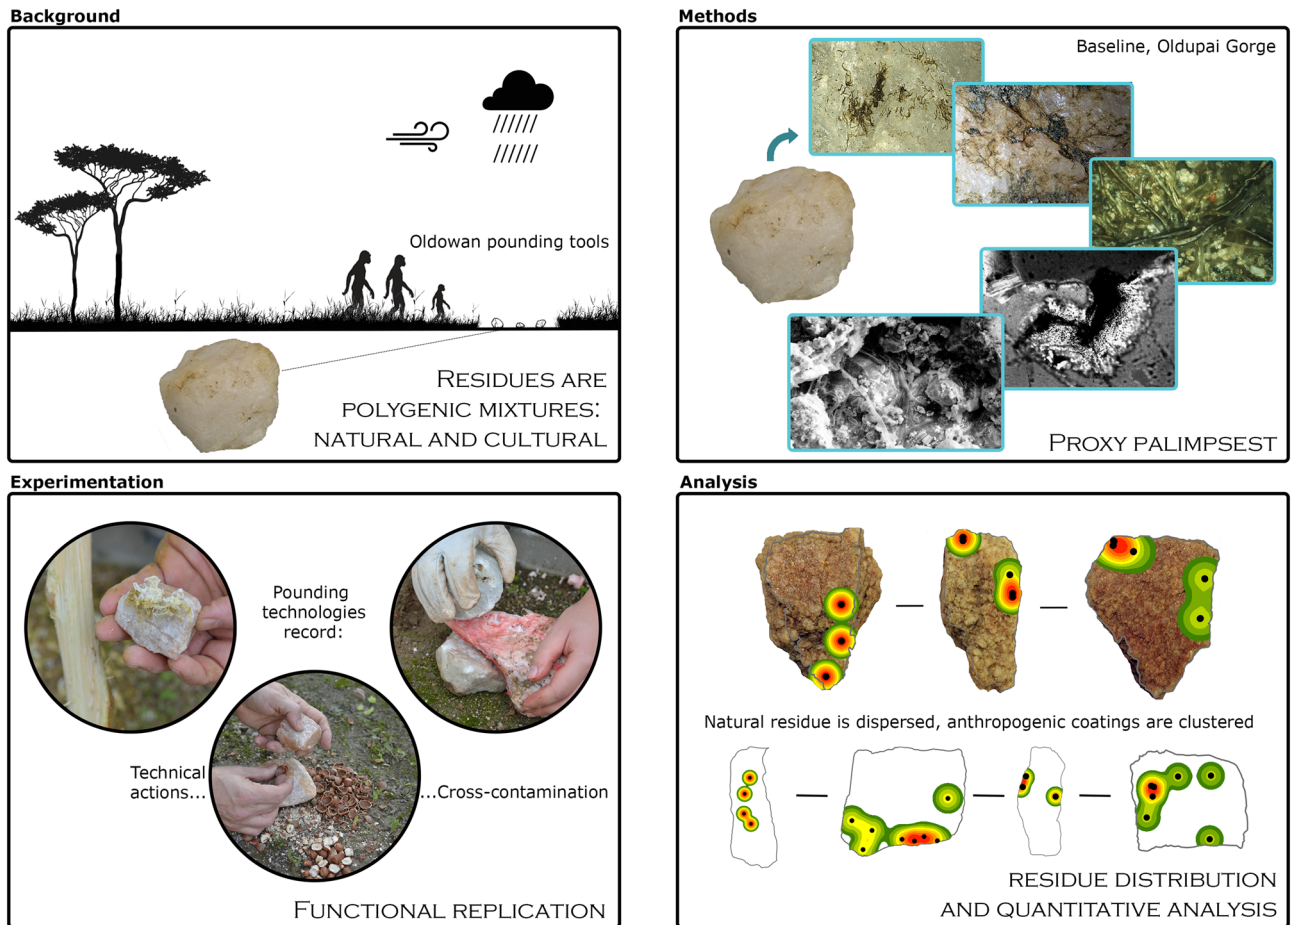 Background
Oldowan pounding tools
RESIDUES ARE
POLYGENIC MIXTURES:
NATURAL AND CULTURAL
Methods
Baseline, Oldupai Gorge
PROXY PALIMPSEST
Experimentation
Pounding
technologies
record:
Technical
actions...
...Cross-contamination
FUNCTIONAL REPLICATION
Analysis
Natural residue is dispersed, anthropogenic coatings are clustered
RESIDUE DISTRIBUTION
AND QUANTITATIVE ANALYSIS